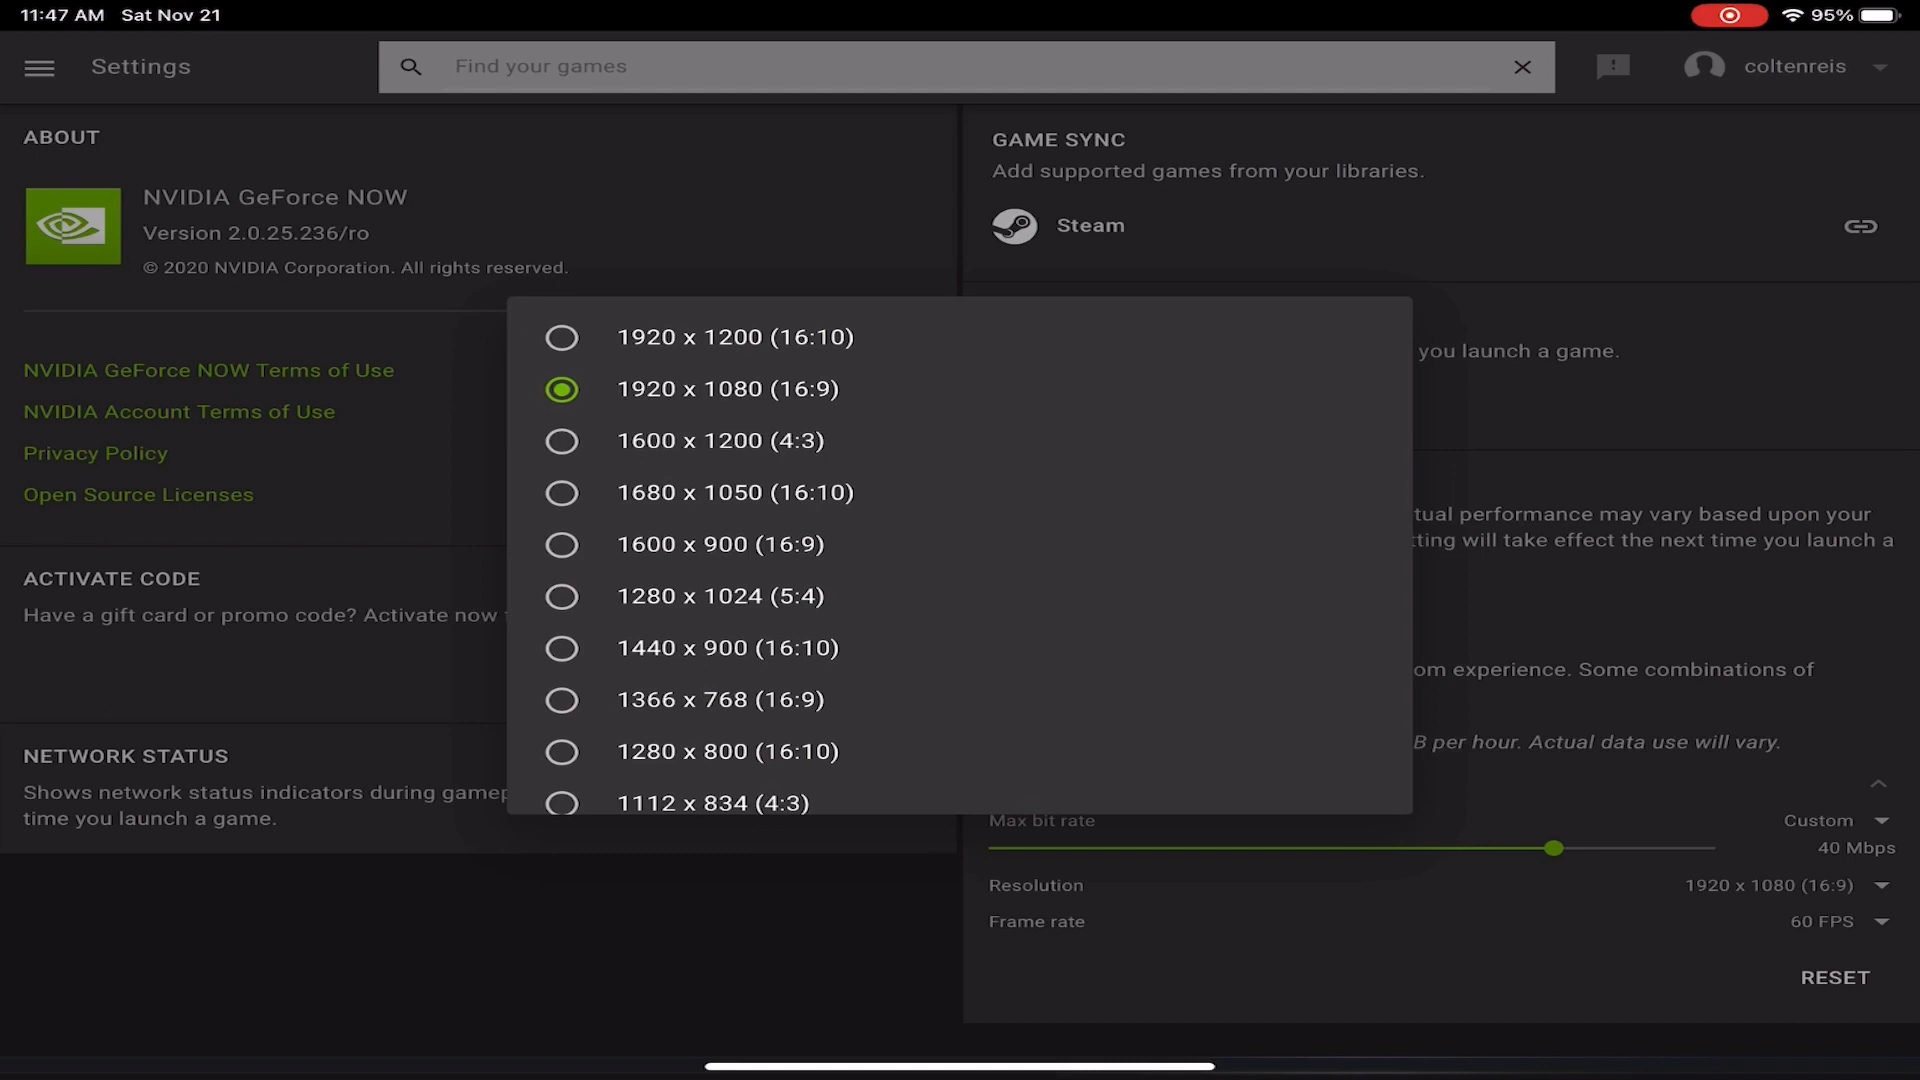 11:47 AM Sat Nov 21
95%
Settings
Find your games
coltenreis
ABOUT
NVIDIA GeForce NOW
Version 2.0.25.236/ro
© 2020 NVIDIA Corporation. All rights reserved.
NVIDIA GeForce NOW Terms of Use
NVIDIA Account Terms of Use
Privacy Policy
Open Source Licenses
ACTIVATE CODE
Have a gift card or promo code? Activate now
NETWORK STATUS
Shows network status indicators during gamep
time you launch a game.
1920 x 1200 (16:10)
1920 x 1080 (16:9)
1600 x 1200 (4:3)
1680 x 1050 (16:10)
1600 x 900 (16:9)
1280 x 1024 (5:4)
1440 x 900 (16:10)
1366 x 768 (16:9)
1280 x 800 (16:10)
1112 x 834 (4:3)
GAME SYNC
Add supported games from your libraries.
Steam
you launch a game.
tual performance may vary based upon your
tting will take effect the next time you launch a
om experience. Some combinations of
B per hour. Actual data use will vary.
Max bit rate Custom
40 Mbps
Resolution 1920 x 1080 (16:9)
Frame rate 60 FPS
RESET